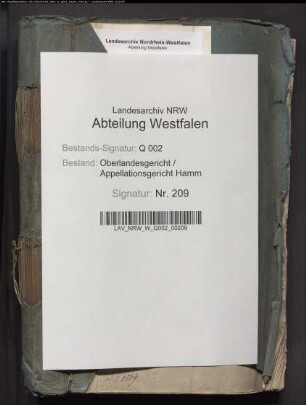 Landesarchiv Nordrhein-Westfalen
Abteilung Westfalen
Landesarchiv NRW
Abteilung Westfalen
Bestands-Signatur: Q 002
Bestand: Oberlandesgericht /
Appellationsgericht Hamm
Signatur: Nr. 209
LAV_NRW_W_Q002_00209